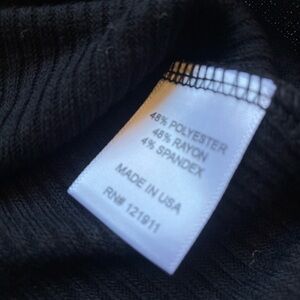 48% POLYESTER
48% RAYON
4% SPANDEX
MADE IN USA
RN# 121911